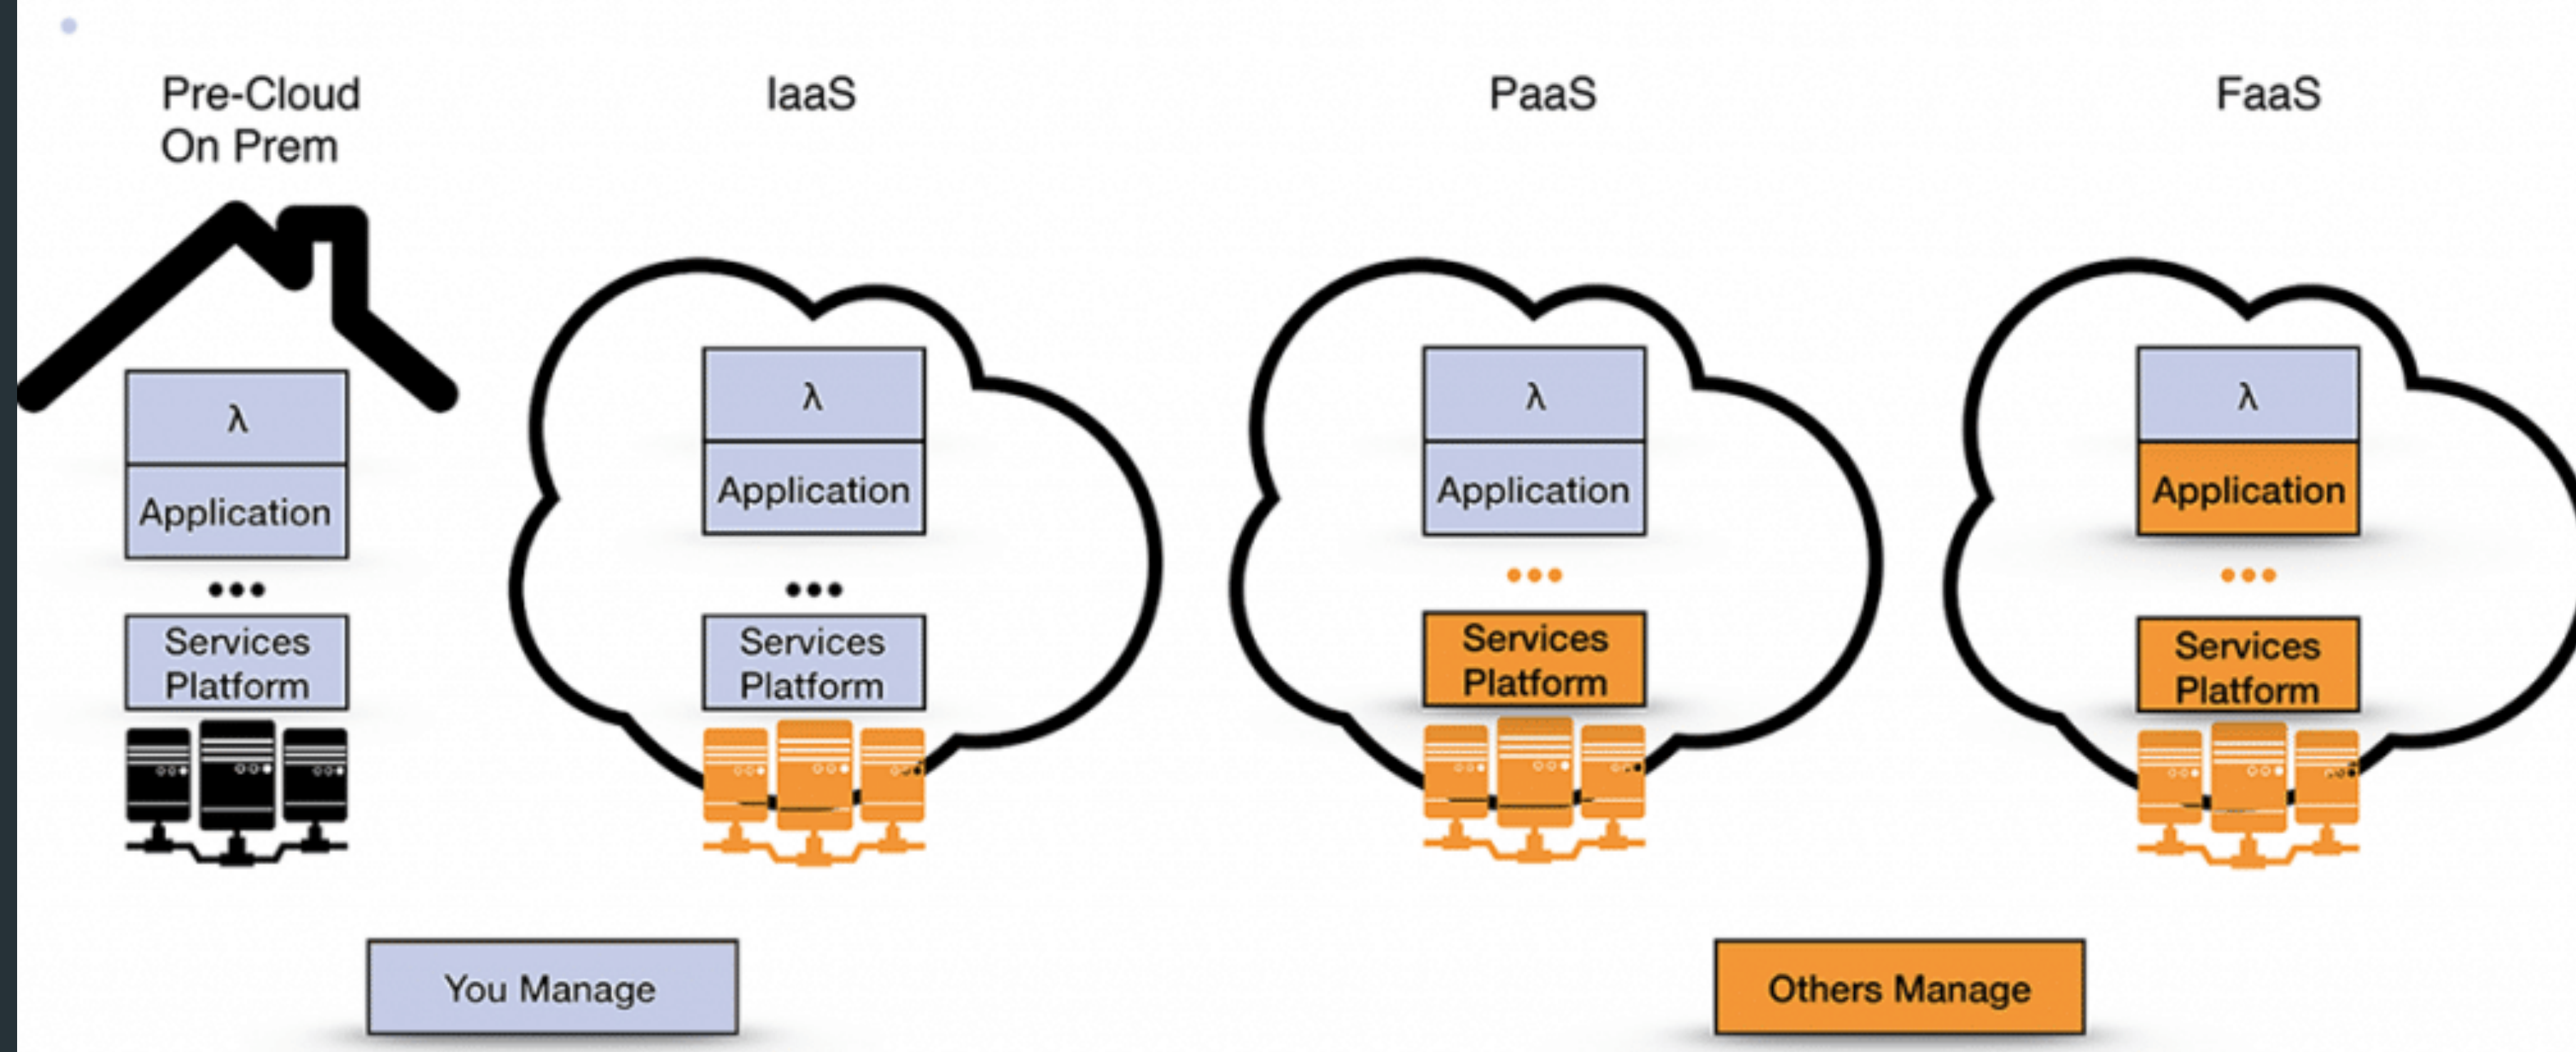 Pre-Cloud
On Prem
IaaS
PaaS
FaaS
λ
Application
...
Services
Platform
λ
Application
...
Services
Platform
λ
Application
...
Services
Platform
λ
Application
...
Services
Platform
You Manage
Others Manage